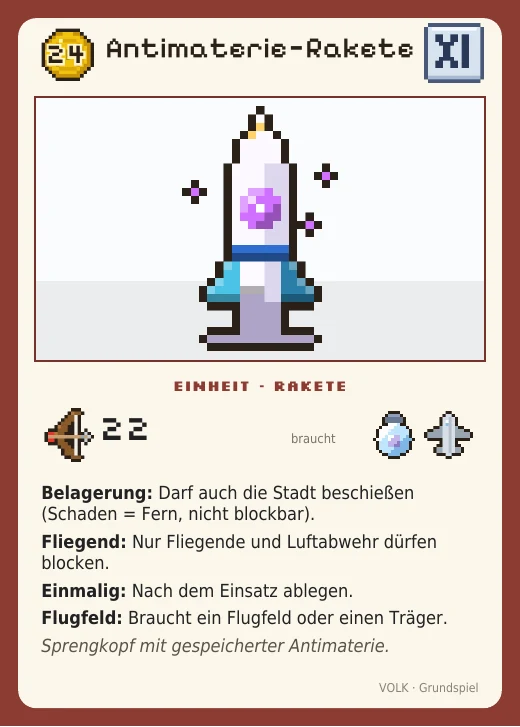 24 Antimaterie-Rakete XI
EINHEIT · RAKETE
22 braucht
Belagerung: Darf auch die Stadt beschießen
(Schaden = Fern, nicht blockbar).
Fliegend: Nur Fliegende und Luftabwehr dürfen
blocken.
Einmalig: Nach dem Einsatz ablegen.
Flugfeld: Braucht ein Flugfeld oder einen Träger.
Sprengkopf mit gespeicherter Antimaterie.
VOLK · Grundspiel